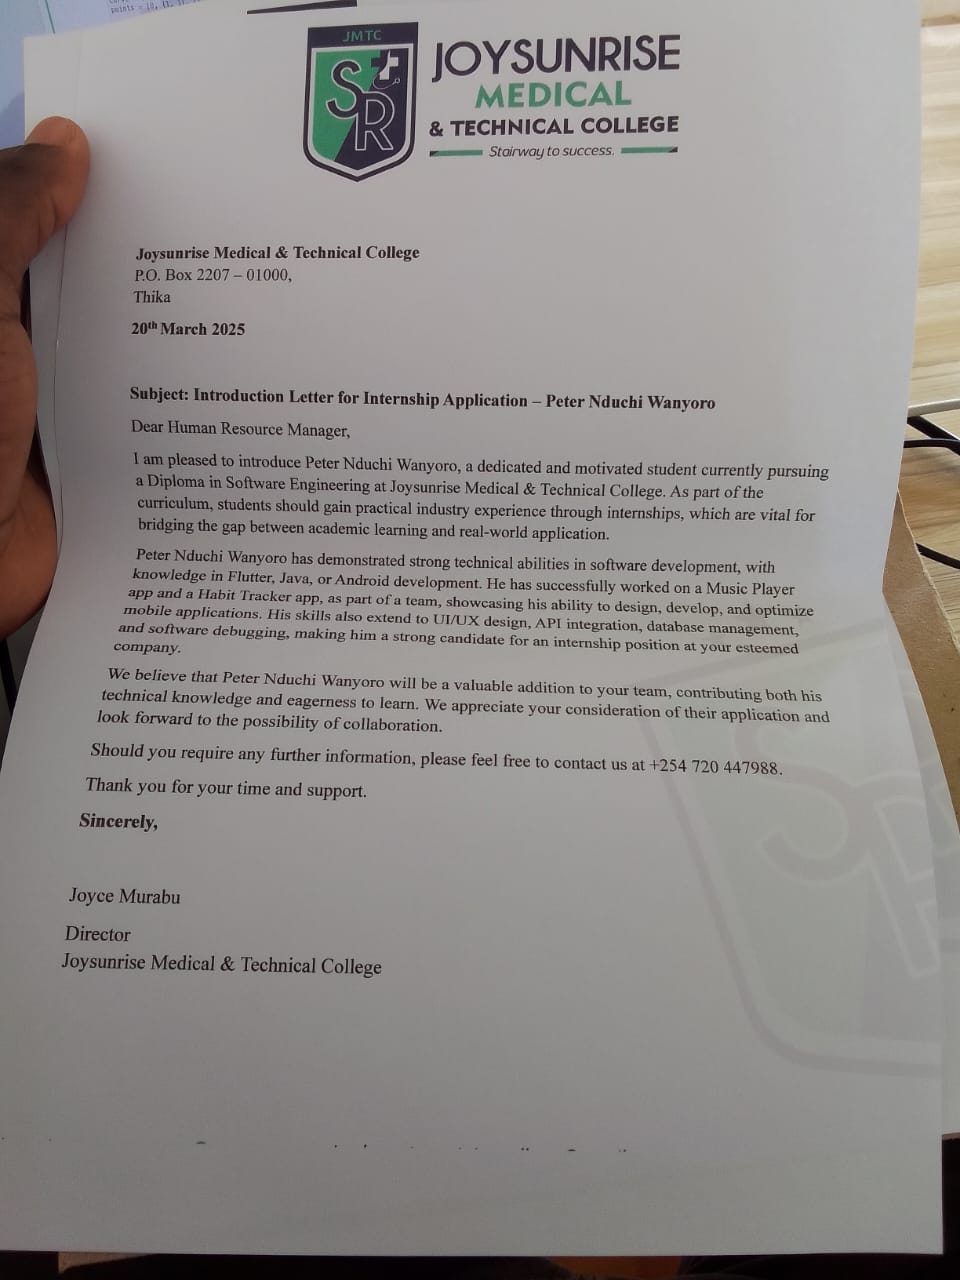 points = [0, 
JMTC
SR
JOYSUNRISE
MEDICAL
& TECHNICAL COLLEGE
Stairway to success.
Joysunrise Medical & Technical College
P.O. Box 2207 – 01000,
Thika
20th March 2025
Subject: Introduction Letter for Internship Application – Peter Nduchi Wanyoro
Dear Human Resource Manager,
I am pleased to introduce Peter Nduchi Wanyoro, a dedicated and motivated student currently pursuing
a Diploma in Software Engineering at Joysunrise Medical & Technical College. As part of the
curriculum, students should gain practical industry experience through internships, which are vital for
bridging the gap between academic learning and real-world application.
Peter Nduchi Wanyoro has demonstrated strong technical abilities in software development, with
knowledge in Flutter, Java, or Android development. He has successfully worked on a Music Player
app and a Habit Tracker app, as part of a team, showcasing his ability to design, develop, and optimize
mobile applications. His skills also extend to UI/UX design, API integration, database management,
and software debugging, making him a strong candidate for an internship position at your esteemed
company.
We believe that Peter Nduchi Wanyoro will be a valuable addition to your team, contributing both his
technical knowledge and eagerness to learn. We appreciate your consideration of their application and
look forward to the possibility of collaboration.
Should you require any further information, please feel free to contact us at +254 720 447988.
Thank you for your time and support.
Sincerely,
Joyce Murabu
Director
Joysunrise Medical & Technical College